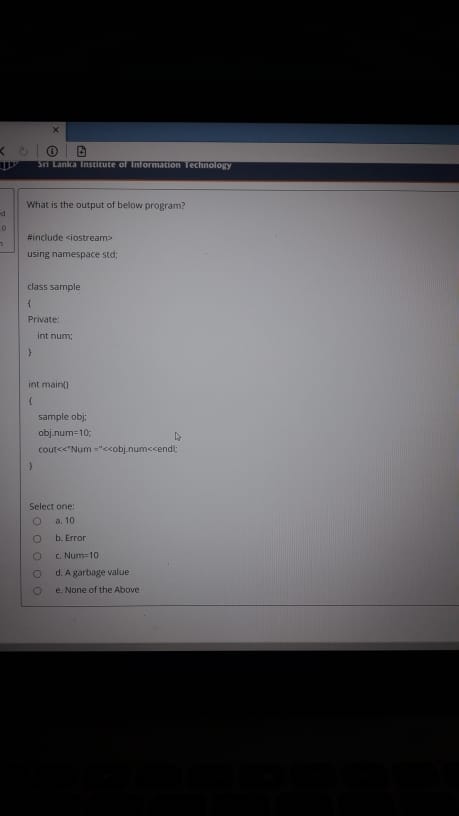 Sri Lanka Institute of Information Technology
What is the output of below program?
#include <iostream>
using namespace std;
class sample
{
Private:
int num;
}
int main()
{
sample obj;
obj.num=10;
cout<<"Num ="<<obj.num<<endl;
}
Select one:
a. 10
b. Error
c. Num=10
d. A garbage value
e. None of the Above